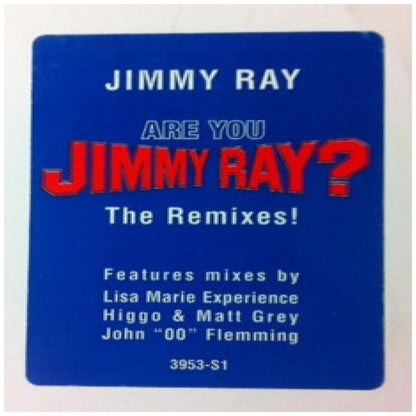 JIMMY RAY
ARE YOU
JIMMY RAY?
The Remixes!
Features mixes by
Lisa Marie Experience
Higgo & Matt Grey
John "00" Flemming
3953-S1